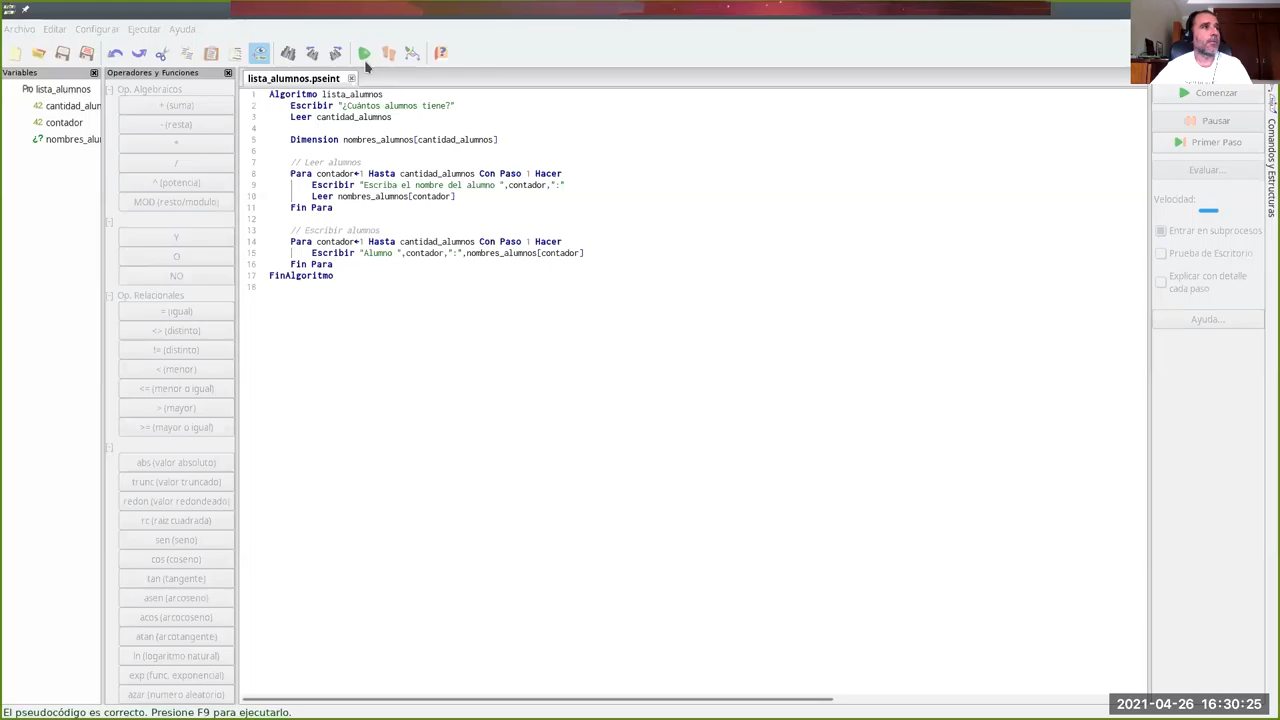 Archivo Editar Configurar Ejecutar Ayuda
Variables
Operadores y Funciones
lista_alumnos.pseint
lista_alumnos
cantidad_alun
contador
nombres_alu
[-] Op. Algebraicos
+ (suma)
- (resta)
*
/
^ (potencia)
MOD (resto/modulo)
[-]
Y
O
NO
[-] Op. Relacionales
= (igual)
<> (distinto)
!= (distinto)
< (menor)
<= (menor o igual)
> (mayor)
>= (mayor o igual)
[-]
abs (valor absoluto)
trunc (valor truncado)
redon (valor redondeado)
rc (raiz cuadrada)
sen (seno)
cos (coseno)
tan (tangente)
asen (arcoseno)
acos (arcocoseno)
atan (arcotangente)
ln (logaritmo natural)
exp (func. exponencial)
azar (numero aleatorio)
1 Algoritmo lista_alumnos
2 Escribir "¿Cuántos alumnos tiene?"
3 Leer cantidad_alumnos
4
5 Dimension nombres_alumnos[cantidad_alumnos]
6
7 // Leer alumnos
8 Para contador←1 Hasta cantidad_alumnos Con Paso 1 Hacer
9 Escribir "Escriba el nombre del alumno ",contador,":"
10 Leer nombres_alumnos[contador]
11 Fin Para
12
13 // Escribir alumnos
14 Para contador←1 Hasta cantidad_alumnos Con Paso 1 Hacer
15 Escribir "Alumno ",contador,":",nombres_alumnos[contador]
16 Fin Para
17 FinAlgoritmo
18
Comenzar
Pausar
Primer Paso
Evaluar...
Velocidad:
Entrar en subprocesos
Prueba de Escritorio
Explicar con detalle
cada paso
Ayuda...
Comandos y Estructuras
El pseudocódigo es correcto. Presione F9 para ejecutarlo.
2021-04-26 16:30:25